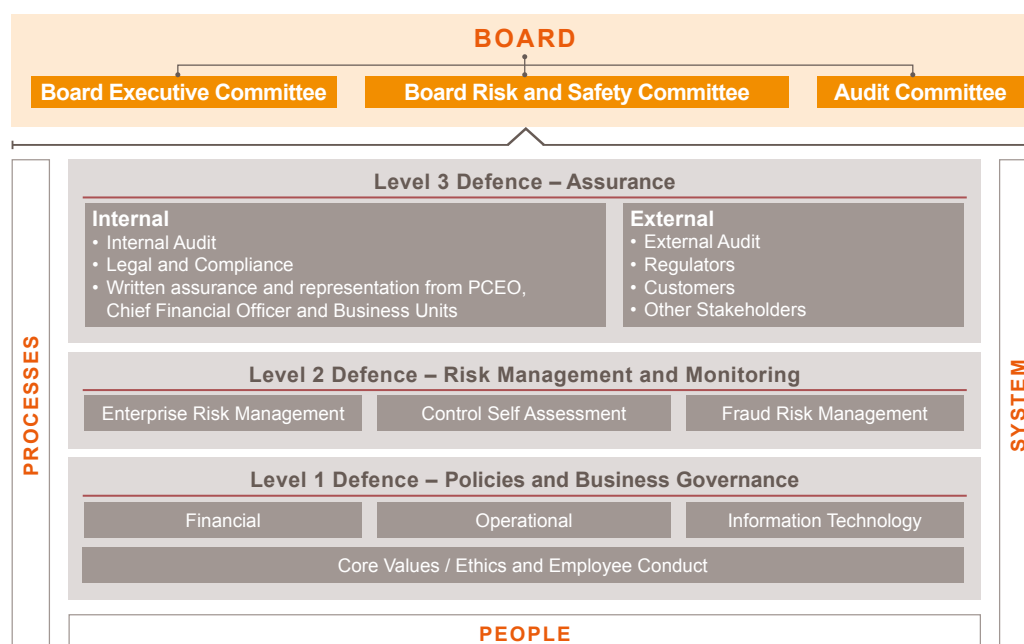 BOARD
Board Executive Committee
Board Risk and Safety Committee
Audit Committee
PROCESSES
Level 3 Defence – Assurance
Internal
• Internal Audit
• Legal and Compliance
• Written assurance and representation from PCEO,
Chief Financial Officer and Business Units
External
• External Audit
• Regulators
• Customers
• Other Stakeholders
Level 2 Defence – Risk Management and Monitoring
Enterprise Risk Management
Control Self Assessment
Fraud Risk Management
Level 1 Defence – Policies and Business Governance
Financial
Operational
Information Technology
Core Values / Ethics and Employee Conduct
SYSTEM
PEOPLE